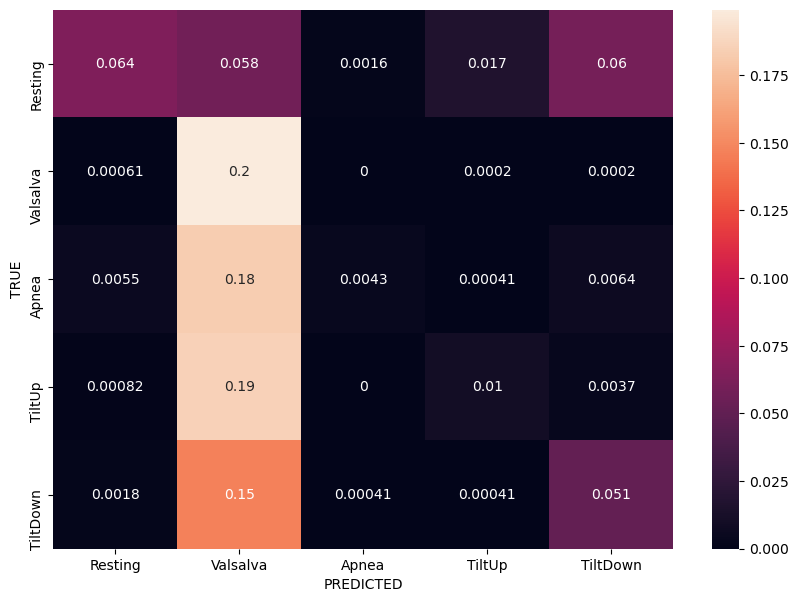 Resting 0.064 0.058 0.0016 0.017 0.06
Valsalva 0.00061 0.2 0 0.0002 0.0002
Apnea 0.0055 0.18 0.0043 0.00041 0.0064
TiltUp 0.00082 0.19 0 0.01 0.0037
TiltDown 0.0018 0.15 0.00041 0.00041 0.051
TRUE
Resting Valsalva Apnea TiltUp TiltDown
PREDICTED
0.175
0.150
0.125
0.100
0.075
0.050
0.025
0.000